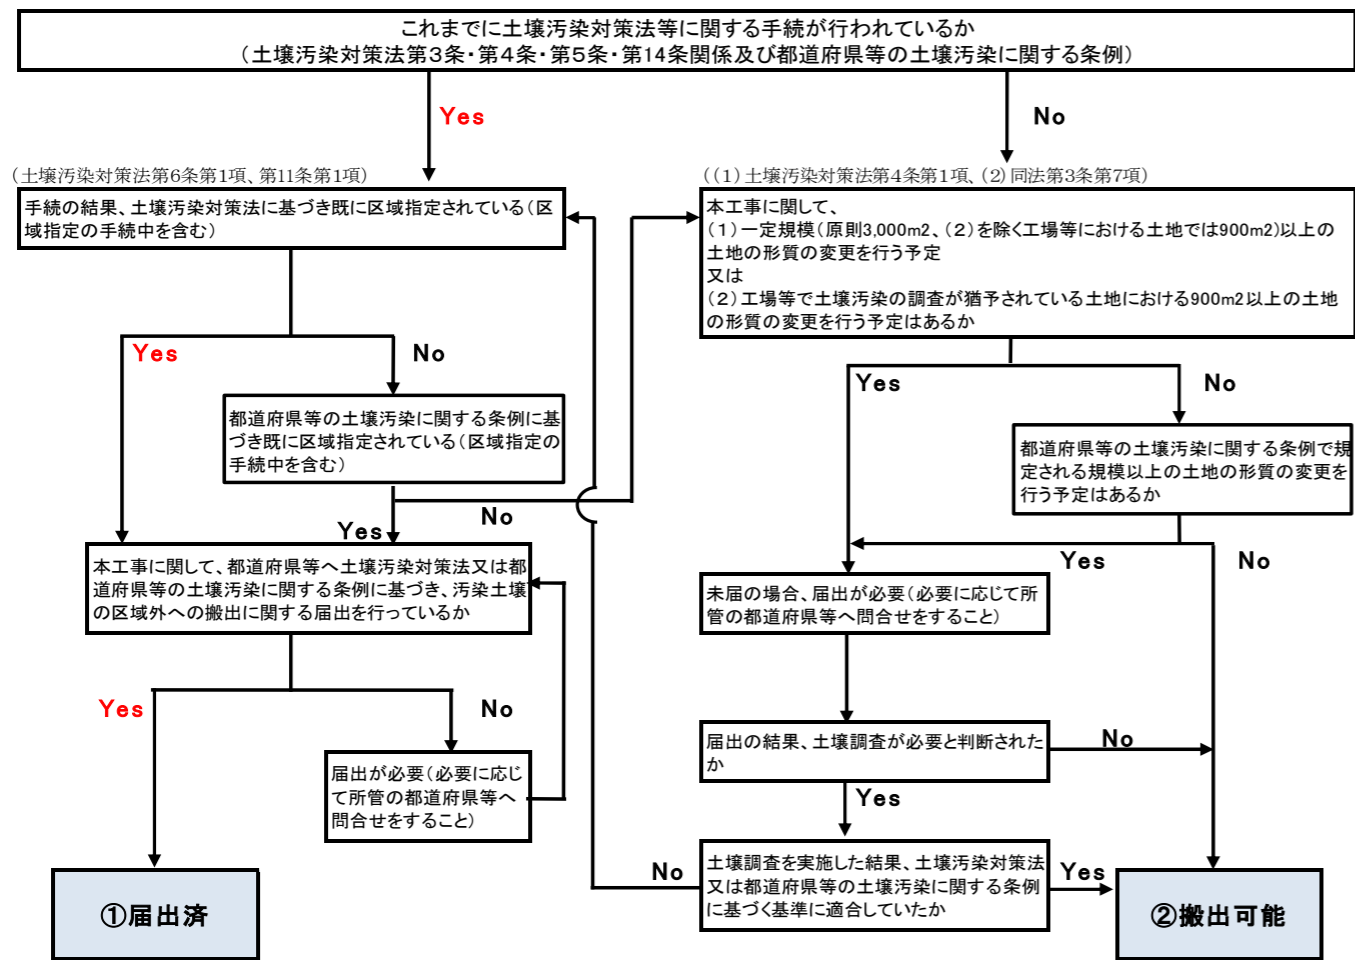 これまでに土壌汚染対策法等に関する手続が行われているか
（土壌汚染対策法第3条・第4条・第5条・第14条関係及び都道府県等の土壌汚染に関する条例）
Yes
No
（土壌汚染対策法第6条第1項、第11条第1項）
手続の結果、土壌汚染対策法に基づき既に区域指定されている（区
域指定の手続中を含む）
Yes
No
都道府県等の土壌汚染に関する条例に基
づき既に区域指定されている（区域指定の
手続中を含む）
Yes
No
本工事に関して、都道府県等へ土壌汚染対策法又は都
道府県等の土壌汚染に関する条例に基づき、汚染土壌
の区域外への搬出に関する届出を行っているか
Yes
No
届出が必要（必要に応じ
て所管の都道府県等へ
問合せをすること）
①届出済
（（1）土壌汚染対策法第4条第1項、（2）同法第3条第7項）
本工事に関して、
（1）一定規模（原則3,000m2、（2）を除く工場等における土地では900m2）以上の
土地の形質の変更を行う予定
又は
（2）工場等で土壌汚染の調査が猶予されている土地における900m2以上の土地
の形質の変更を行う予定はあるか
Yes
No
都道府県等の土壌汚染に関する条例で規
定される規模以上の土地の形質の変更を
行う予定はあるか
Yes
No
未届の場合、届出が必要（必要に応じて所
管の都道府県等へ問合せをすること）
届出の結果、土壌調査が必要と判断された
か
No
Yes
土壌調査を実施した結果、土壌汚染対策法
又は都道府県等の土壌汚染に関する条例
に基づく基準に適合していたか
No
Yes
②搬出可能